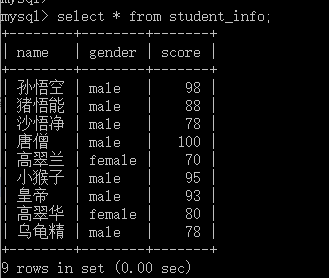 mysql>
mysql> select * from student_info;
+--------+--------+-------+
| name | gender | score |
+--------+--------+-------+
| 孙悟空 | male | 98 |
| 猪悟能 | male | 88 |
| 沙悟净 | male | 78 |
| 唐僧 | male | 100 |
| 高翠兰 | female | 70 |
| 小猴子 | male | 95 |
| 皇帝 | male | 93 |
| 高翠华 | female | 80 |
| 乌龟精 | male | 78 |
+--------+--------+-------+
9 rows in set (0.00 sec)